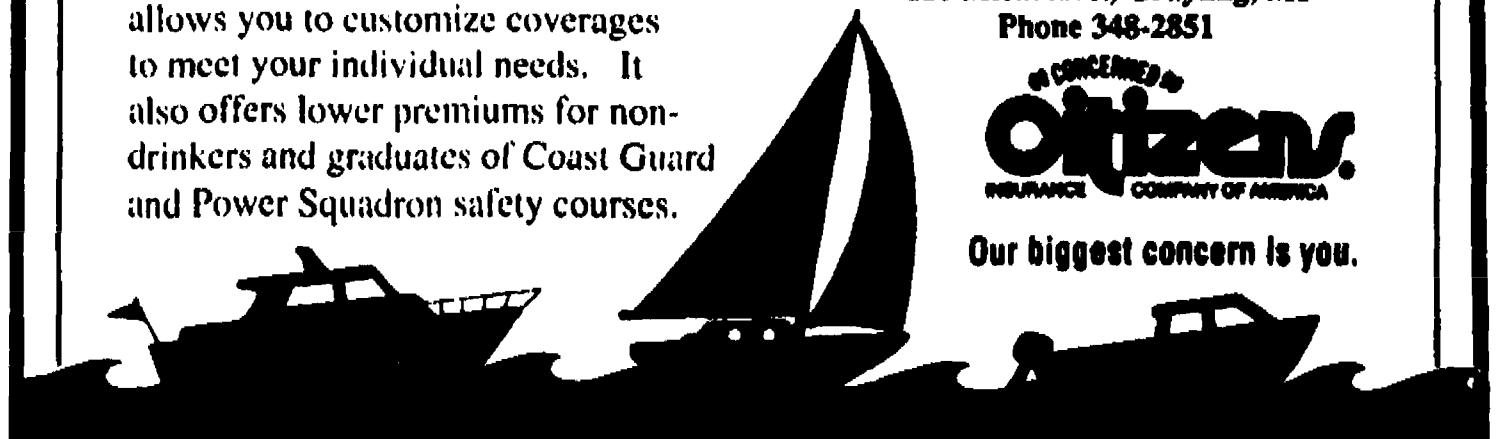 allows you to customize coverages
to meet your individual needs. It
also offers lower premiums for non-
drinkers and graduates of Coast Guard
and Power Squadron safety courses.
Phone 348-2851
CONCERNED
Citizens.
INSURANCE COMPANY OF AMERICA
Our biggest concern is you.